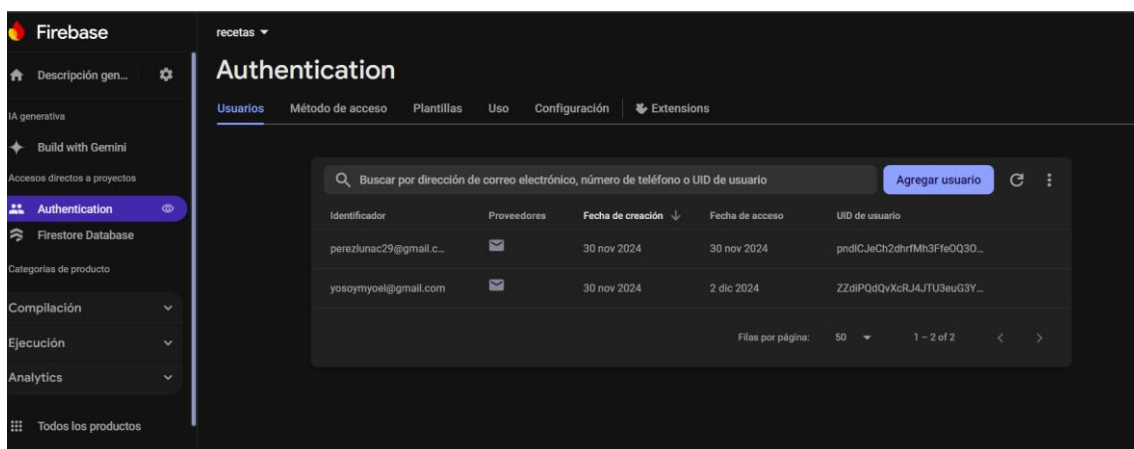 Firebase
Descripción gen...
IA generativa
Build with Gemini
Accesos directos a proyectos
Authentication
Firestore Database
Categorías de producto
Compilación
Ejecución
Analytics
Todos los productos
recetas
Authentication
Usuarios Método de acceso Plantillas Uso Configuración Extensions
Buscar por dirección de correo electrónico, número de teléfono o UID de usuario Agregar usuario
Identificador Proveedores Fecha de creación Fecha de acceso UID de usuario
perezlunac29@gmail.c... 30 nov 2024 30 nov 2024
yosoymyoel@gmail.com 30 nov 2024 2 dic 2024 ZZdiPQdQvXcRJ4JTU3euG3Y...
Filas por página: 50 1 – 2 of 2